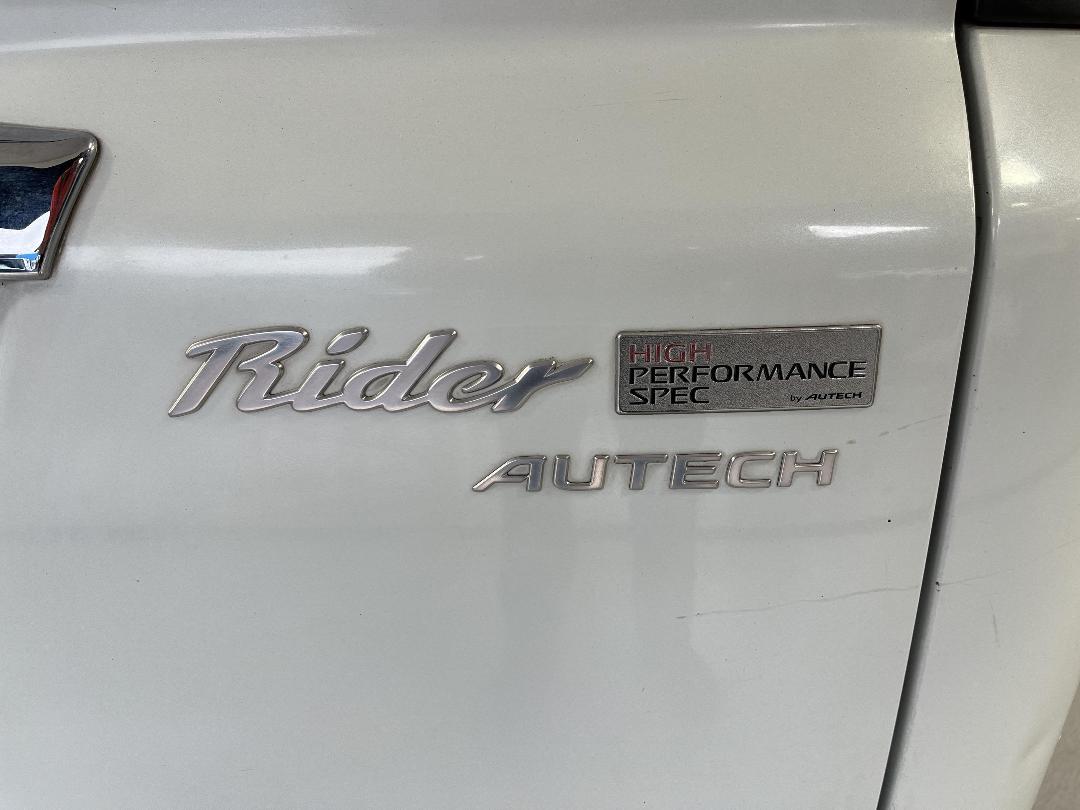 Rider
HIGH
PERFORMANCE
SPEC
by AUTECH
AUTECH